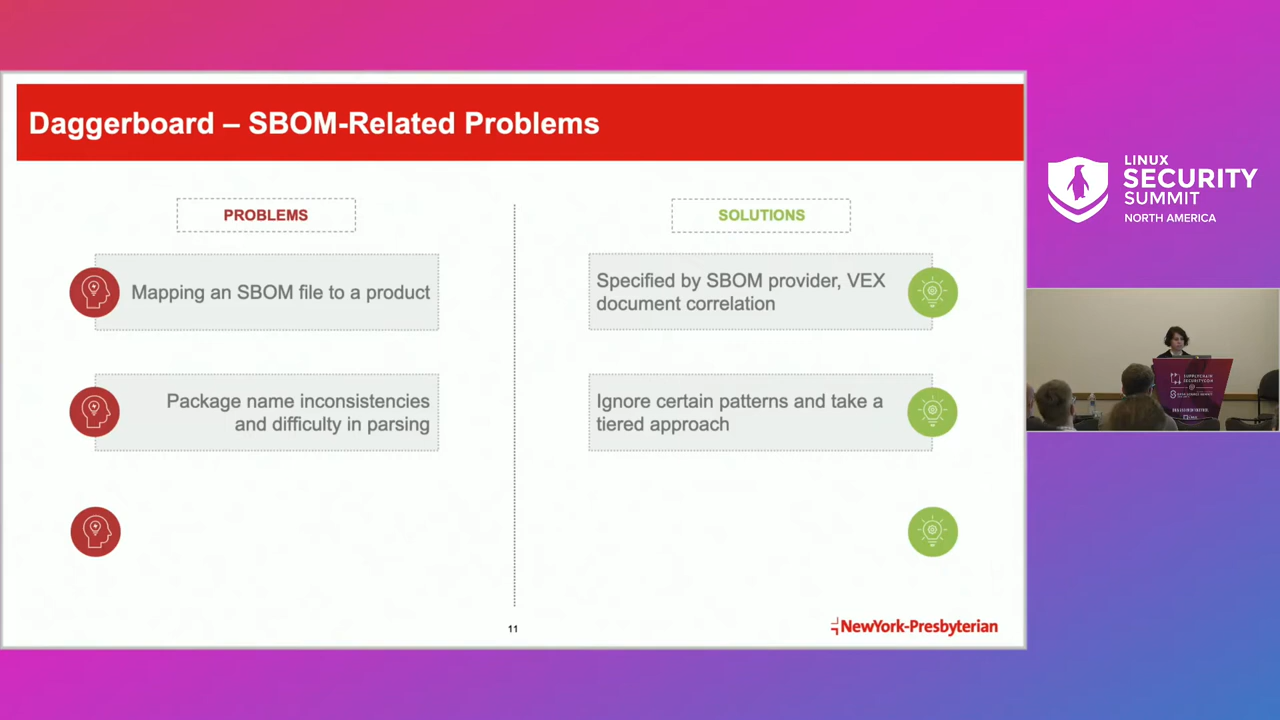 Daggerboard – SBOM-Related Problems
PROBLEMS
SOLUTIONS
Mapping an SBOM file to a product
Specified by SBOM provider, VEX
document correlation
Package name inconsistencies
and difficulty in parsing
Ignore certain patterns and take a
tiered approach
11
NewYork-Presbyterian
LINUX
SECURITY
SUMMIT
NORTH AMERICA